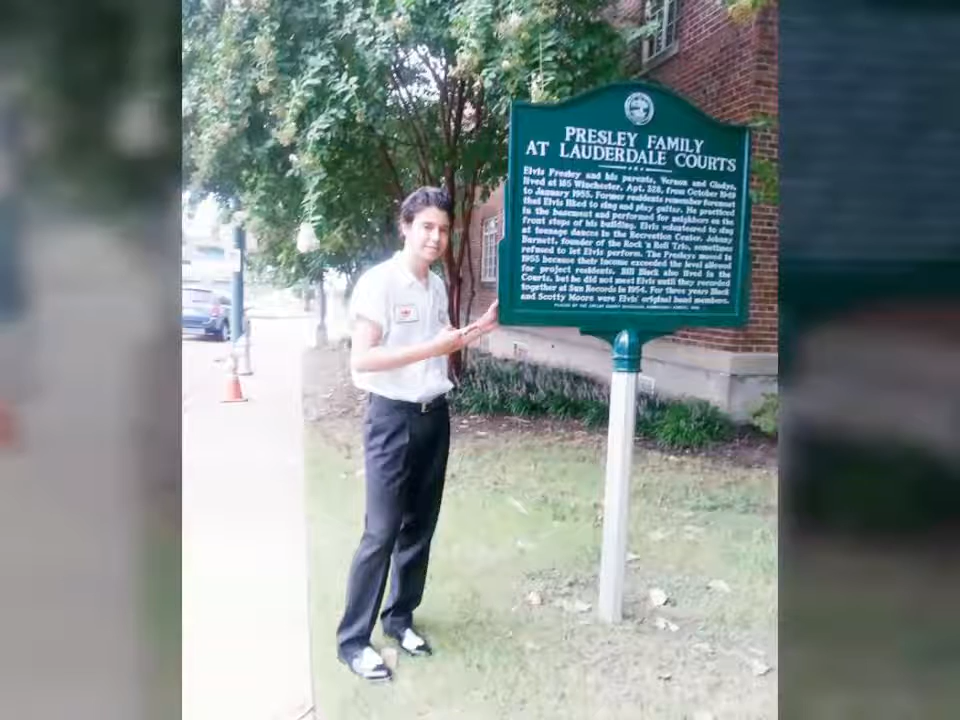 PRESLEY FAMILY
AT LAUDERDALE COURTS
Elvis Presley and his parents, Vernon and Gladys,
lived at 185 Winchester, Apt. 328, from October 1949
to January 1953. Former residents remember foremost
that Elvis liked to sing and play guitar. He practiced
in the basement and performed for neighbors on the
front steps of his building. Elvis volunteered to sing
at teenage dances in the Recreation Center. Johnny
Burnett, founder of the Rock 'n Roll Trio, sometimes
refused to let Elvis perform. The Presleys moved in
1953 because their income exceeded the level allowed
for project residents. Bill Black also lived in the
Courts, but he did not meet Elvis until they recorded
together at Sun Records in 1954. For three years Black
and Scotty Moore were Elvis' original band members.